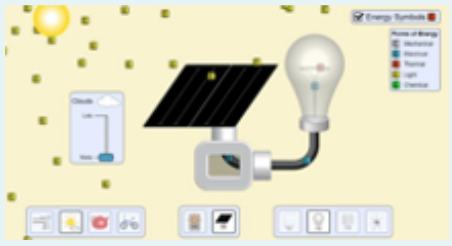 Energy Symbols
Forms of Energy
Mechanical
Electrical
Thermal
Light
Chemical
Clouds
Lots
None